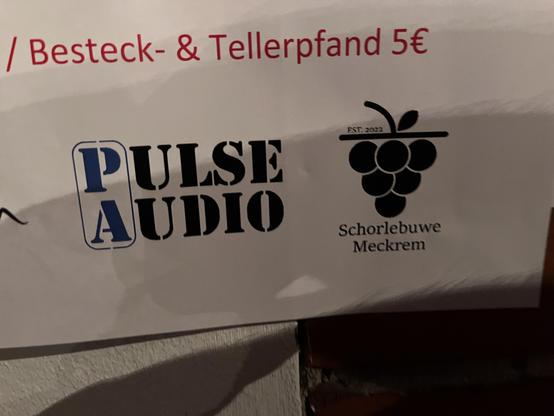 / Besteck- & Tellerpfand 5€
PULSE
AUDIO
EST. 2022
Schorlebuwe
Meckrem